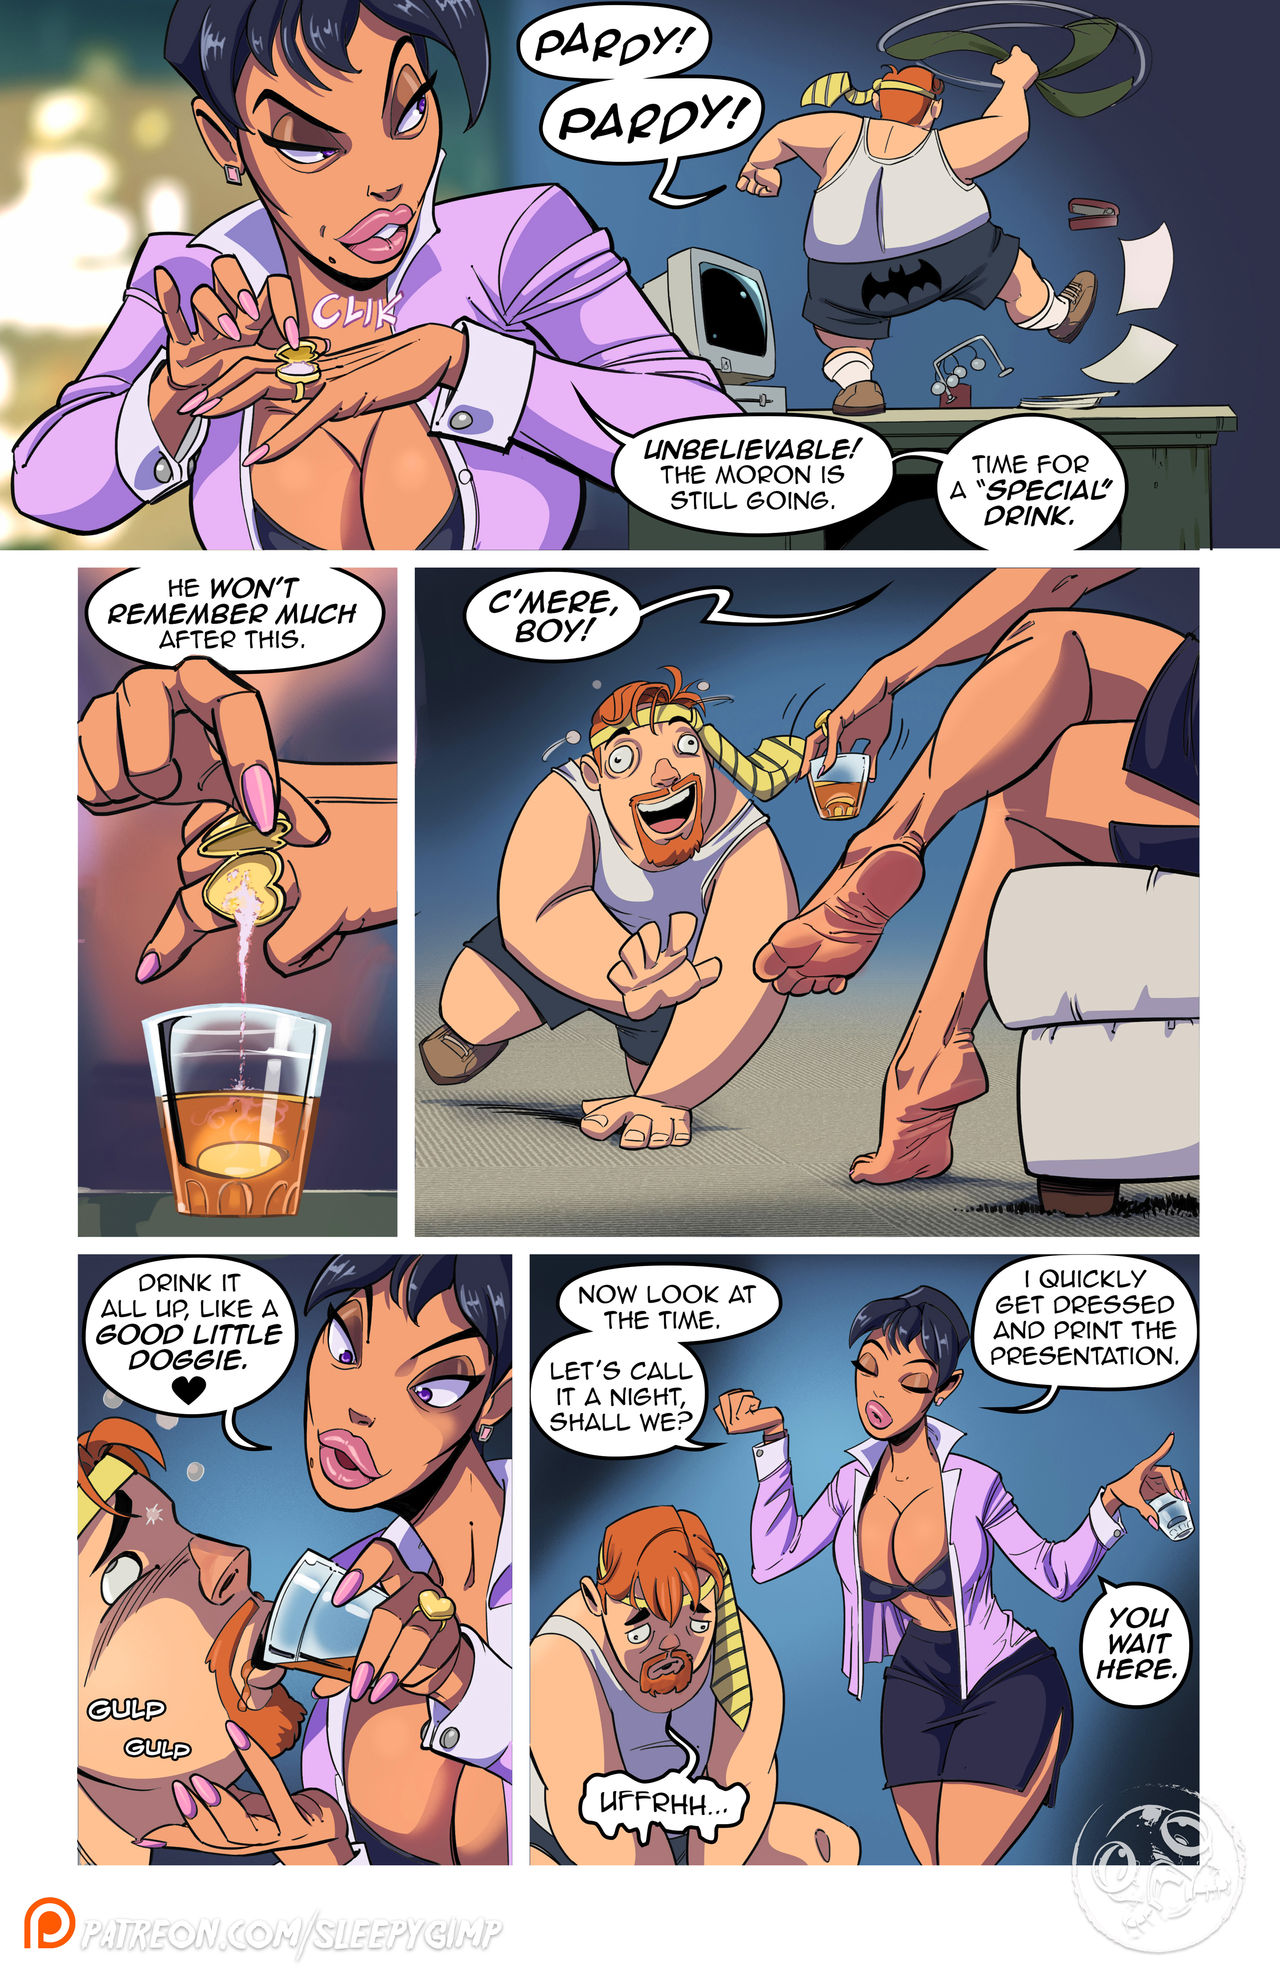 PARDY!
PARDY!
CLIK
UNBELIEVABLE!
THE MORON IS
STILL GOING.
TIME FOR
A "SPECIAL"
DRINK.
HE WON'T
REMEMBER MUCH
AFTER THIS.
C'MERE,
BOY!
DRINK IT
ALL UP, LIKE A
GOOD LITTLE
DOGGIE.
♥
GULP
GULP
NOW LOOK AT
THE TIME.
LET'S CALL
IT A NIGHT,
SHALL WE?
I QUICKLY
GET DRESSED
AND PRINT THE
PRESENTATION.
YOU
WAIT
HERE.
UFFRHH...
PATREON.COM/SLEEPYGIMP